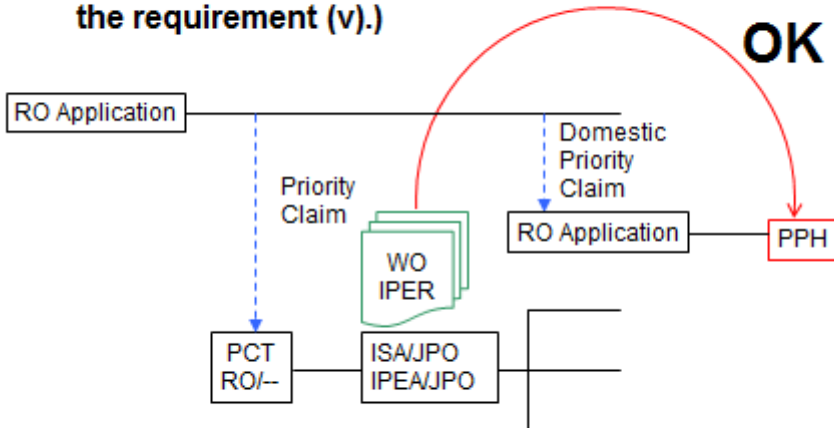 the requirement (v).)
OK
RO Application
Priority
Claim
Domestic
Priority
Claim
RO Application
PPH
WO
IPER
PCT
RO/--
ISA/JPO
IPEA/JPO